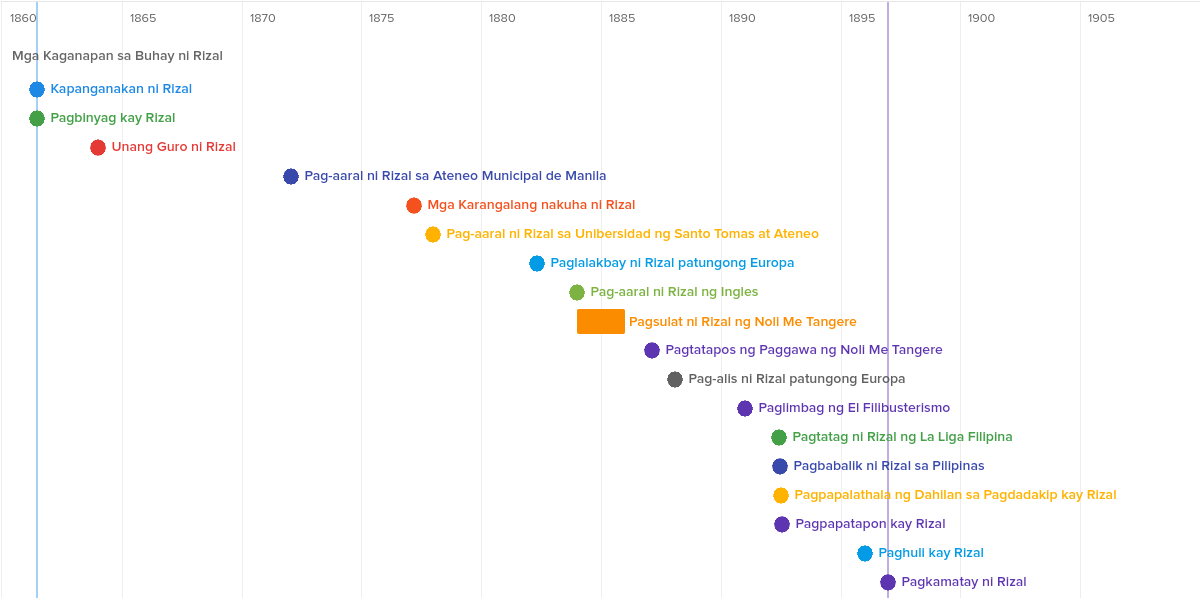 1860 1865 1870 1875 1880 1885 1890 1895 1900 1905
Mga Kaganapan sa Buhay ni Rizal
Kapanganakan ni Rizal
Pagbinyag kay Rizal
Unang Guro ni Rizal
Pag-aaral ni Rizal sa Ateneo Municipal de Manila
Mga Karangalang nakuha ni Rizal
Pag-aaral ni Rizal sa Unibersidad ng Santo Tomas at Ateneo
Paglalakbay ni Rizal patungong Europa
Pag-aaral ni Rizal ng Ingles
Pagsulat ni Rizal ng Noli Me Tangere
Pagtatapos ng Paggawa ng Noli Me Tangere
Pag-alis ni Rizal patungong Europa
Paglimbag ng El Filibusterismo
Pagtatag ni Rizal ng La Liga Filipina
Pagbabalik ni Rizal sa Pilipinas
Pagpapalathala ng Dahilan sa Pagdadakip kay Rizal
Pagpapatapon kay Rizal
Paghuli kay Rizal
Pagkamatay ni Rizal